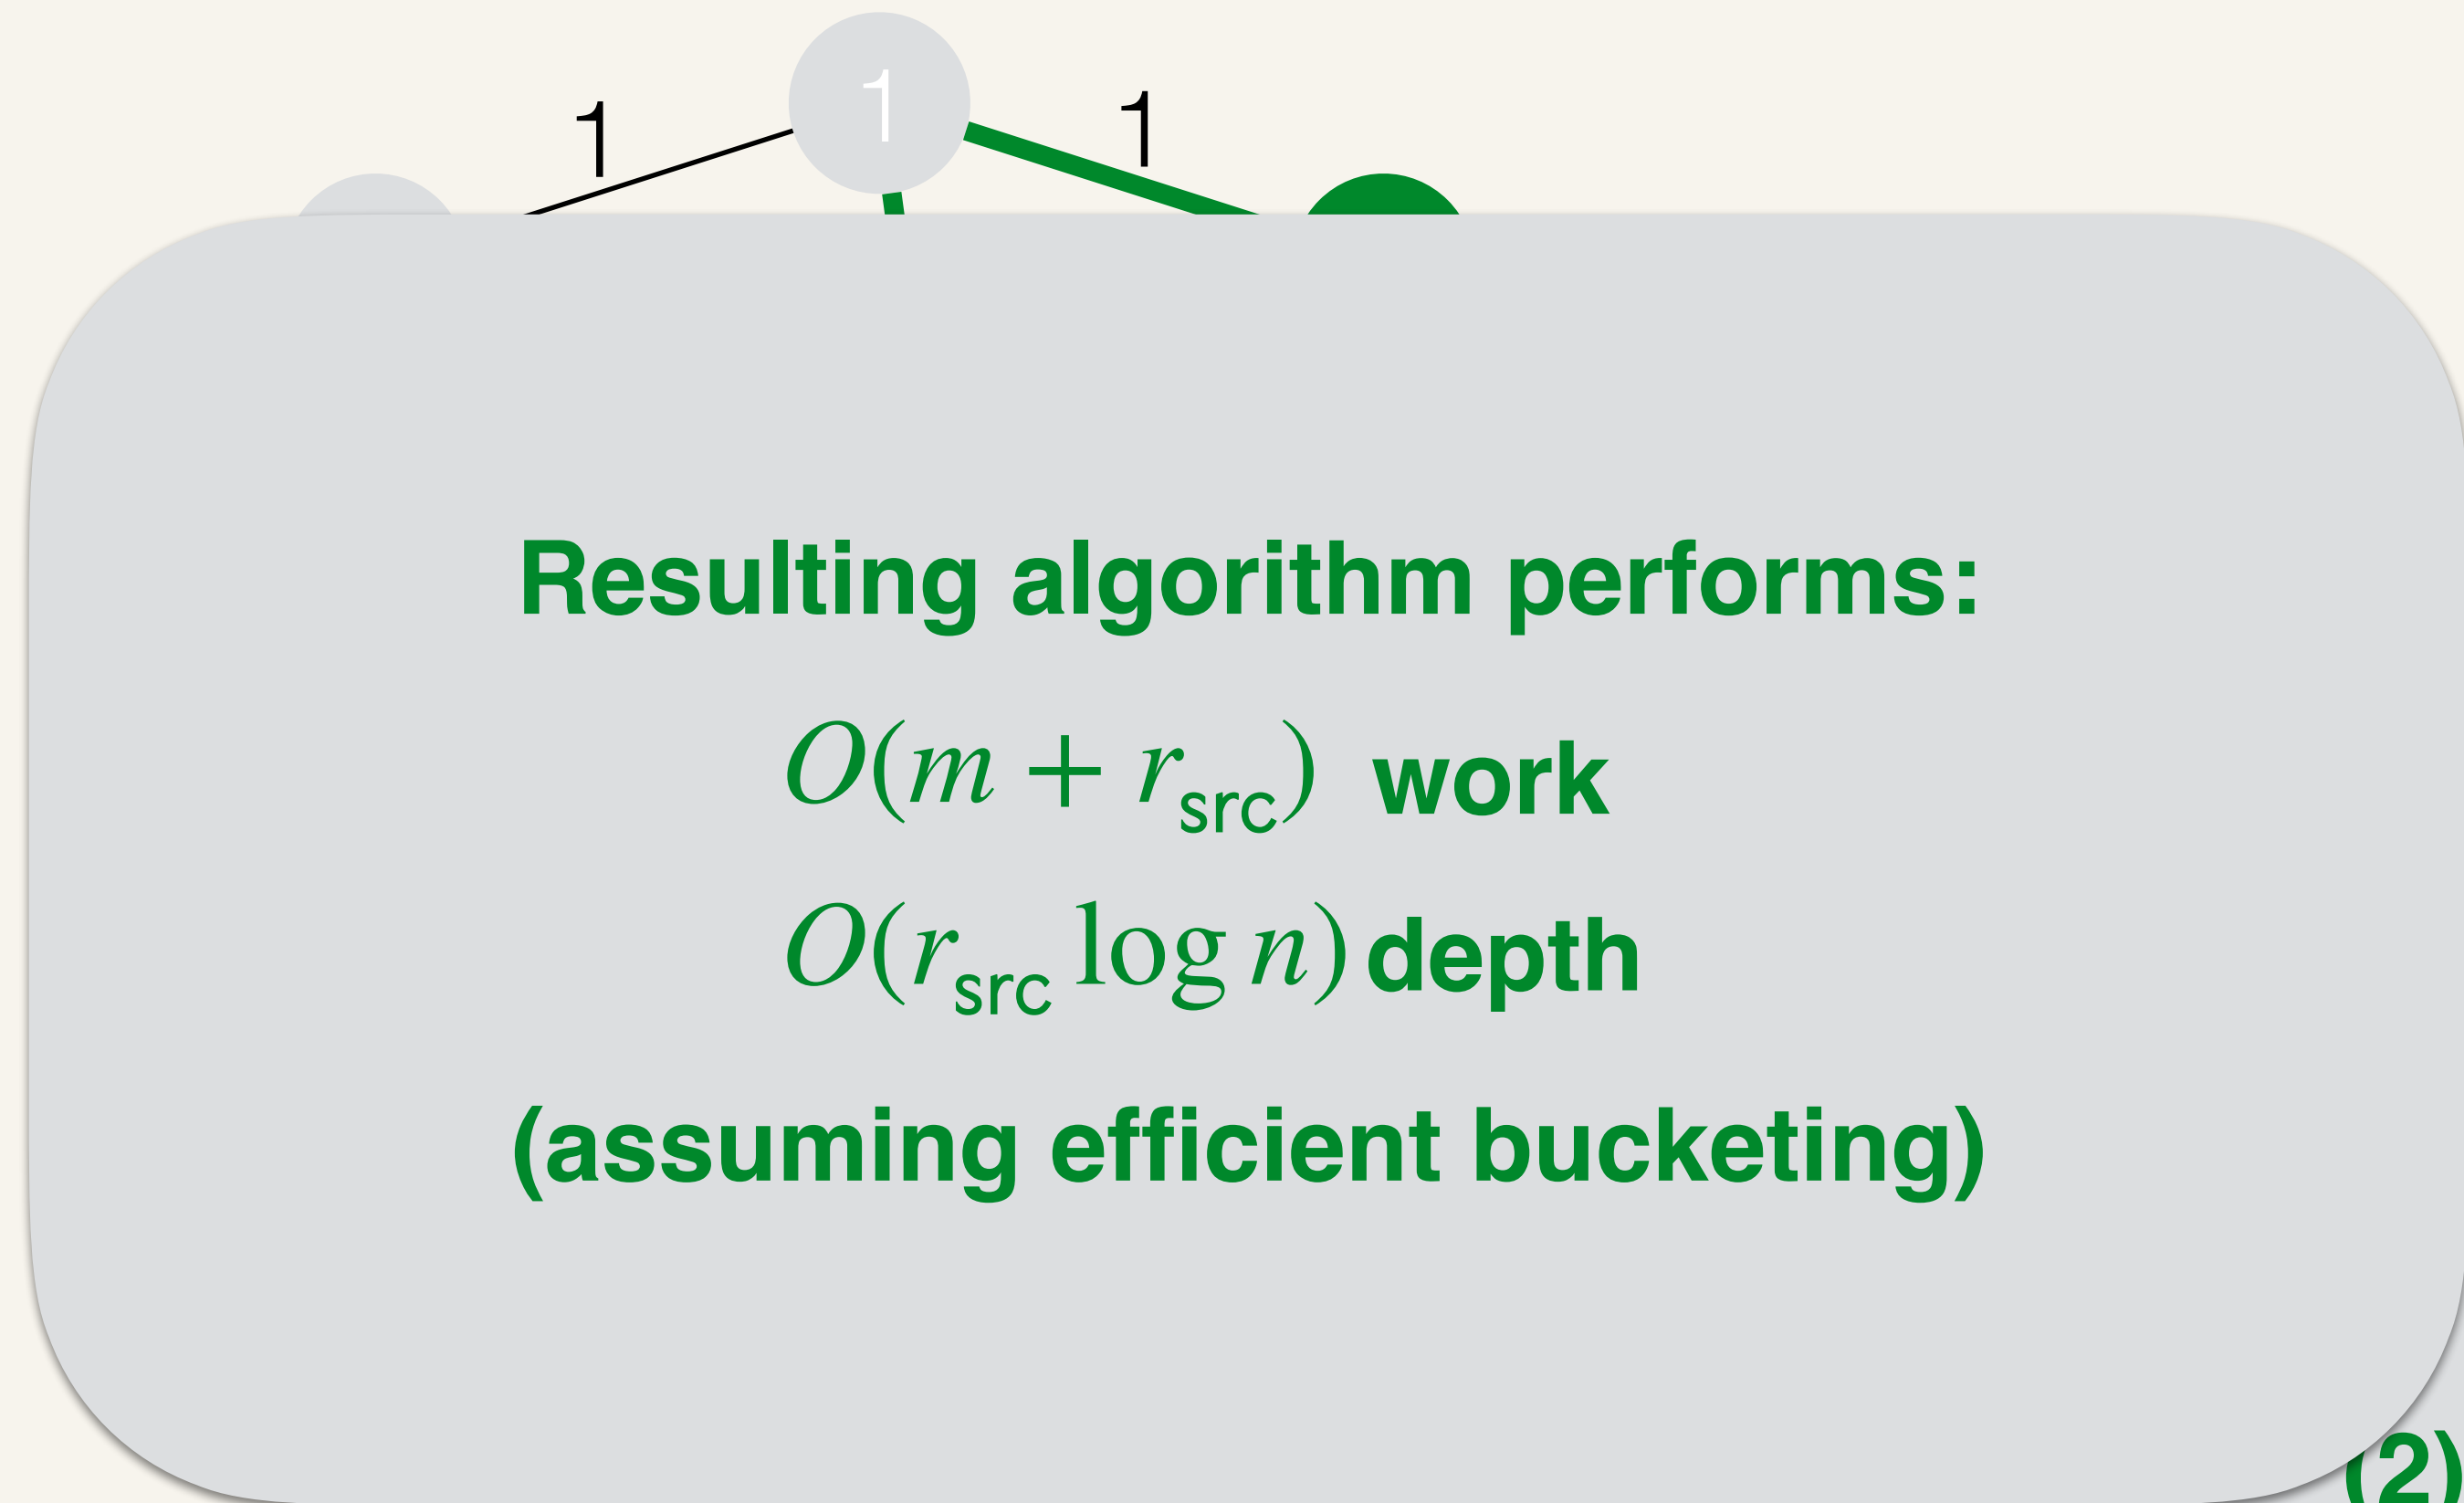 1
1
1
Resulting algorithm performs:
O(m + r_src) work
O(r_src log n) depth
(assuming efficient bucketing)
(2)